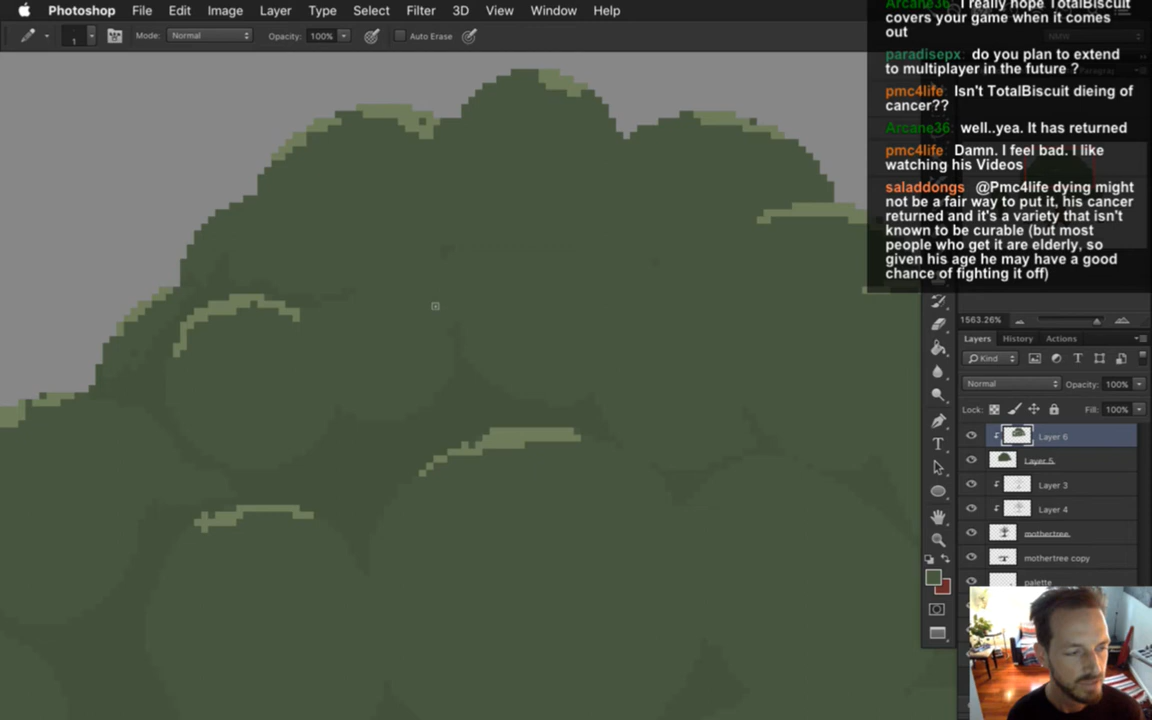 Photoshop File Edit Image Layer Type Select Filter 3D View Window Help
1 Mode: Normal Opacity: 100% Auto Erase
Arcane36: I really hope TotalBiscuit
covers your game when it comes
out
paradisepx: do you plan to extend
to multiplayer in the future ?
pmc4life: Isn't TotalBiscuit dieing of
cancer??
Arcane36: well..yea. It has returned
pmc4life: Damn. I feel bad. I like
watching his Videos
saladdongs @Pmc4life dying might
not be a fair way to put it, his cancer
returned and it's a variety that isn't
known to be curable (but most
people who get it are elderly, so
given his age he may have a good
chance of fighting it off)
1563.26%
Layers History Actions
Kind
Normal Opacity: 100%
Lock: Fill: 100%
Layer 6
Layer 5
Layer 3
Layer 4
mothertree
mothertree copy
palette